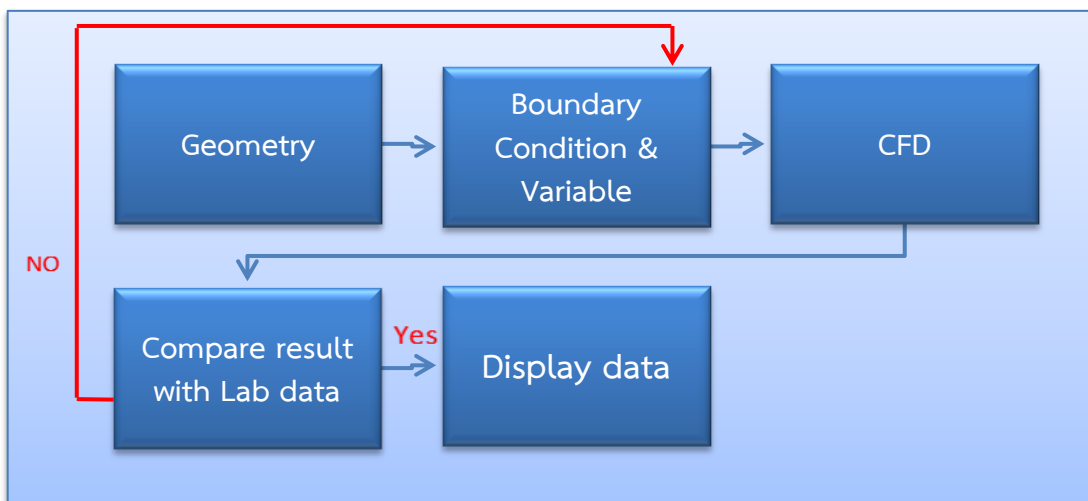 Geometry
Boundary
Condition &
Variable
CFD
NO
Compare result
with Lab data
Yes
Display data